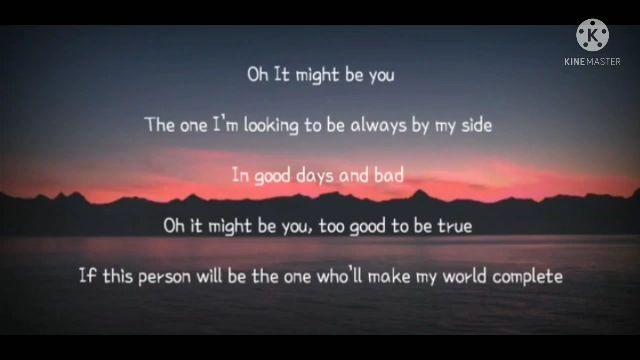 KINEMASTER
Oh It might be you
The one I'm looking to be always by my side
In good days and bad
Oh it might be you, too good to be true
If this person will be the one who'll make my world complete